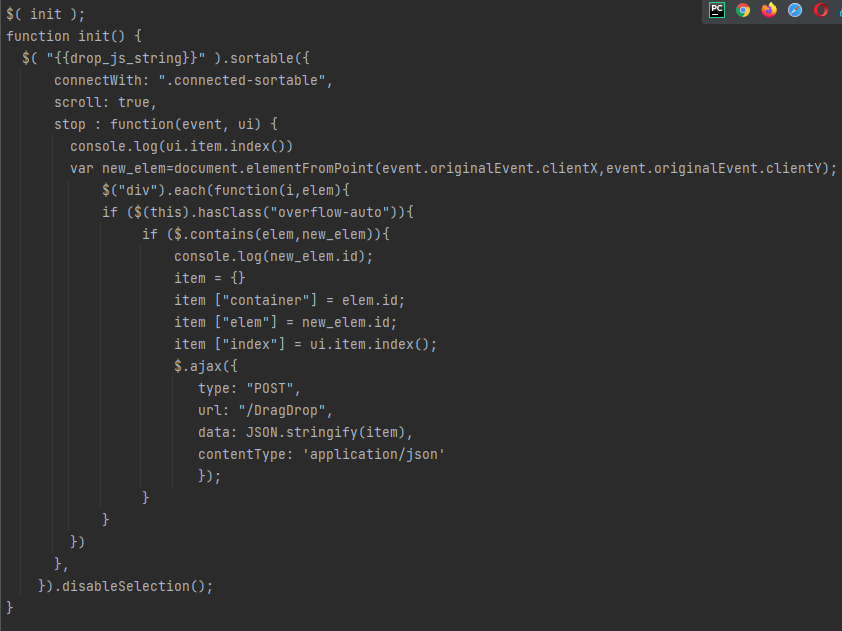 $( init );
function init() {
  $( "{{drop_js_string}}" ).sortable({
      connectWith: ".connected-sortable",
      scroll: true,
      stop : function(event, ui) {
        console.log(ui.item.index())
        var new_elem=document.elementFromPoint(event.originalEvent.clientX,event.originalEvent.clientY);
            $("div").each(function(i,elem){
            if ($(this).hasClass("overflow-auto")){
                 if ($.contains(elem,new_elem)){
                     console.log(new_elem.id);
                     item = {}
                     item ["container"] = elem.id;
                     item ["elem"] = new_elem.id;
                     item ["index"] = ui.item.index();
                     $.ajax({
                        type: "POST",
                        url: "/DragDrop",
                        data: JSON.stringify(item),
                        contentType: 'application/json'
                        });
                 }
            }
        })
      },
    }).disableSelection();
}
PC